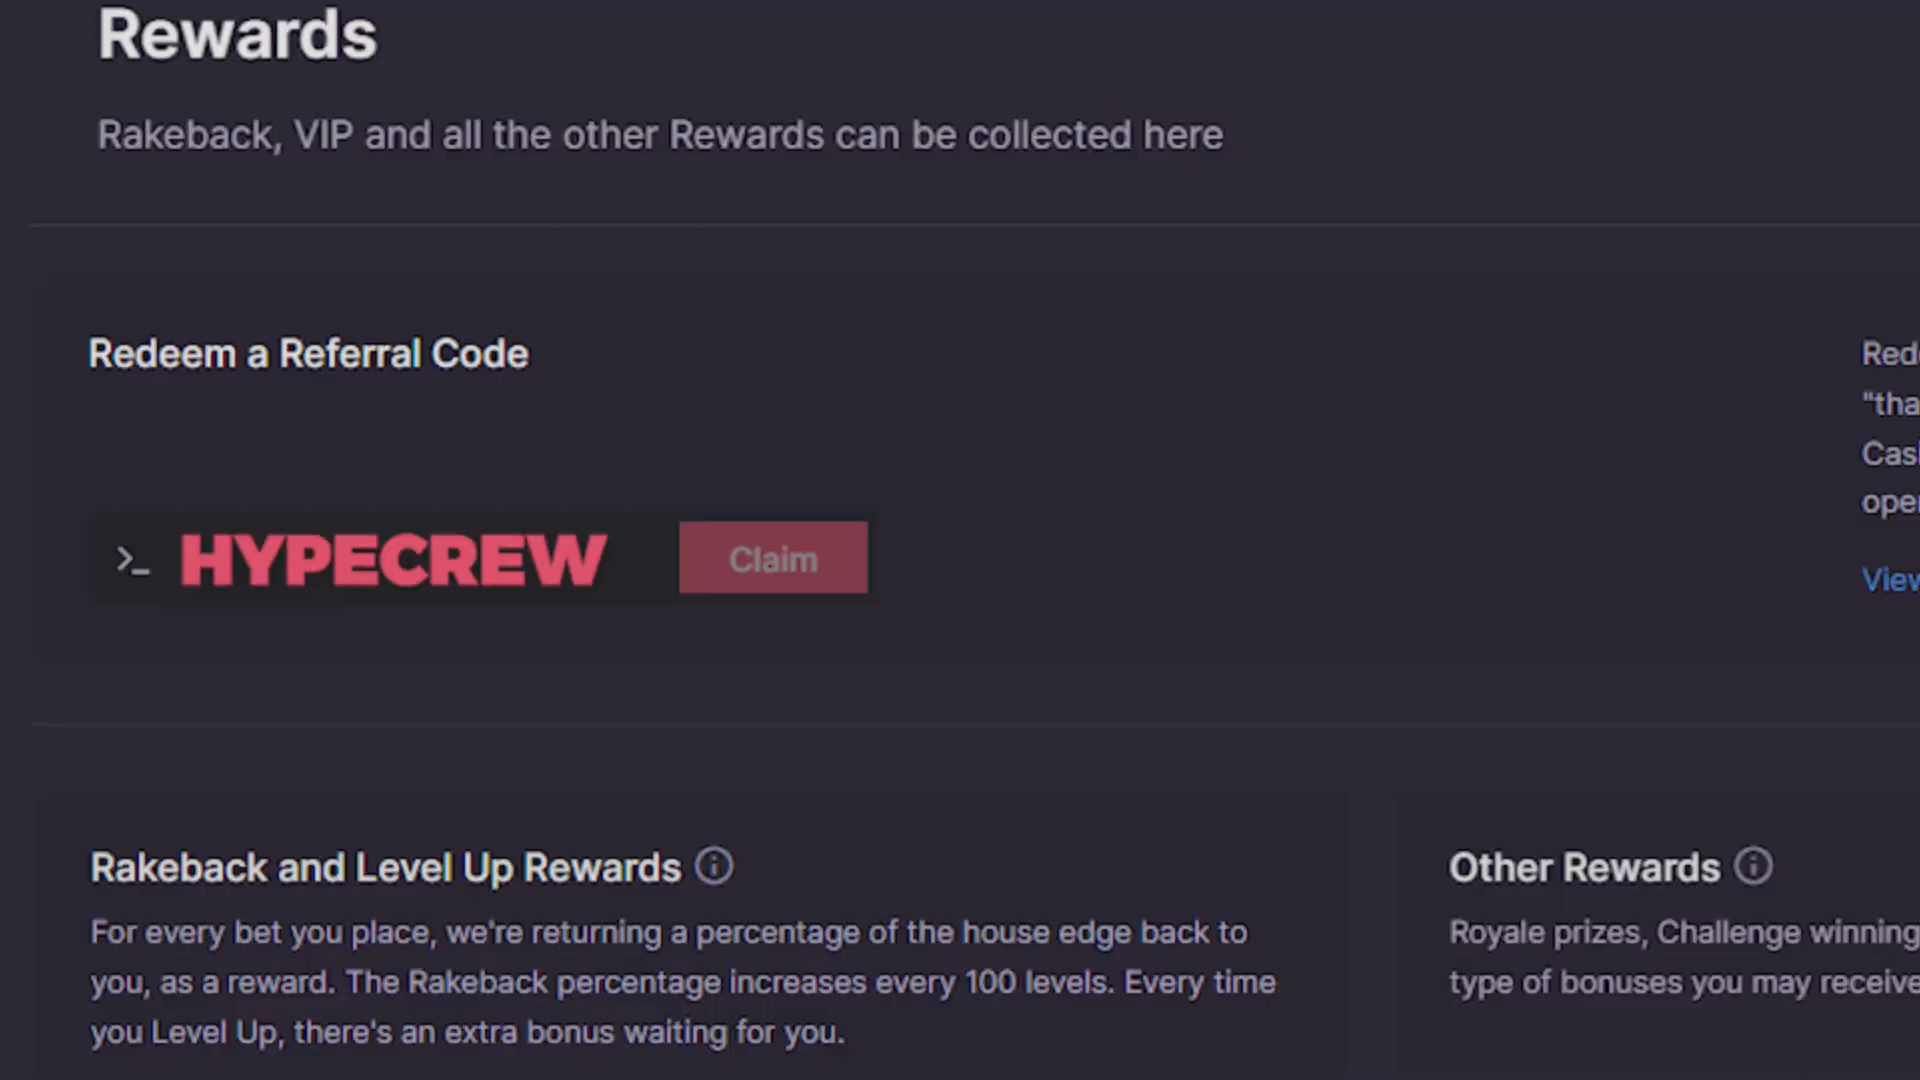 Rewards
Rakeback, VIP and all the other Rewards can be collected here
Redeem a Referral Code
>_ HYPECREW
Claim
"tha
View
Rakeback and Level Up Rewards
For every bet you place, we're returning a percentage of the house edge back to
you, as a reward. The Rakeback percentage increases every 100 levels. Every time
you Level Up, there's an extra bonus waiting for you.
Other Rewards
Royale prizes, Challenge winning
type of bonuses you may receive